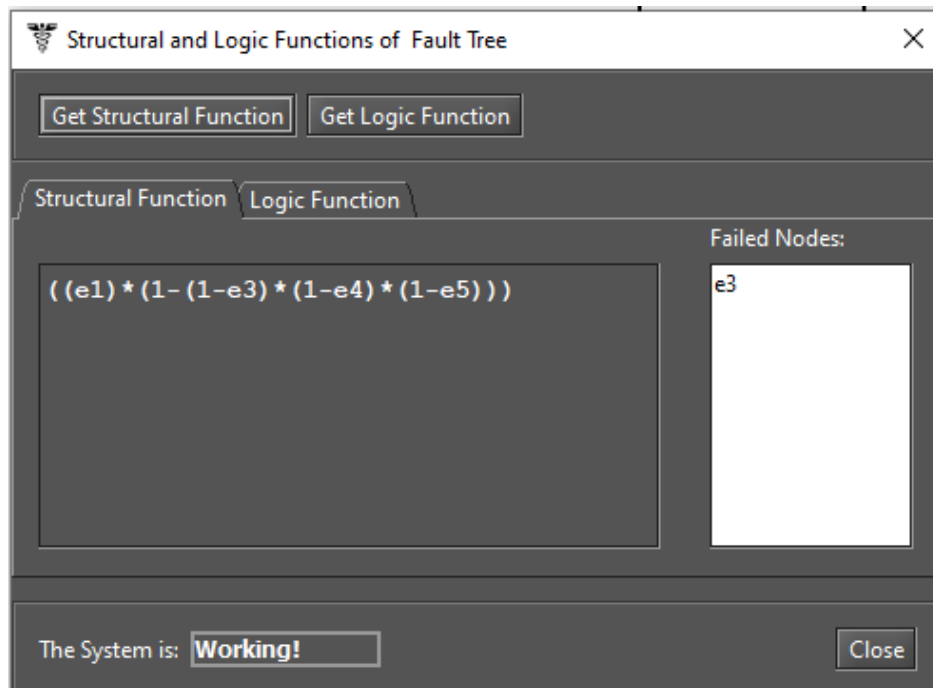 Structural and Logic Functions of  Fault Tree
Get Structural Function
Get Logic Function
Structural Function
Logic Function
Failed Nodes:
((e1)*(1-(1-e3)*(1-e4)*(1-e5)))
e3
The System is: Working!
Close